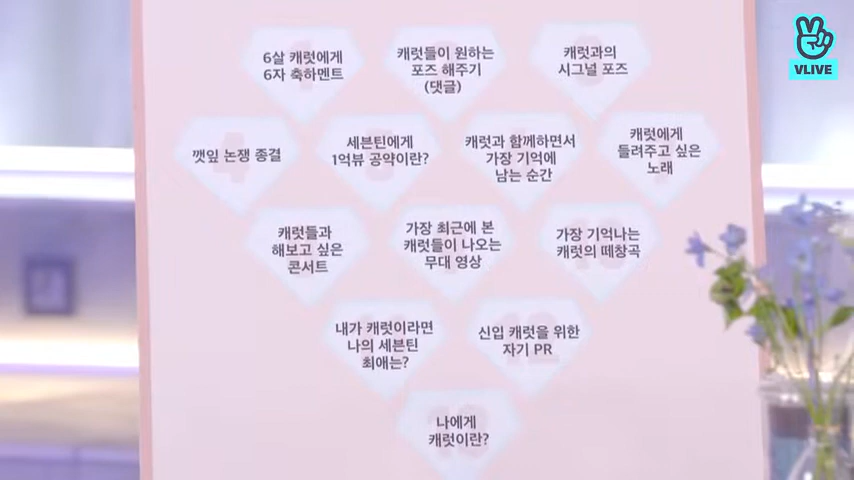 VLIVE
6살 캐럿에게
6자 축하멘트
캐럿들이 원하는
포즈 해주기
(댓글)
캐럿과의
시그널 포즈
깻잎 논쟁 종결
세븐틴에게
1억뷰 공약이란?
캐럿과 함께하면서
가장 기억에
남는 순간
캐럿에게
들려주고 싶은
노래
캐럿들과
해보고 싶은
콘서트
가장 최근에 본
캐럿들이 나오는
무대 영상
가장 기억나는
캐럿의 떼창곡
내가 캐럿이라면
나의 세븐틴
최애는?
신입 캐럿을 위한
자기 PR
나에게
캐럿이란?